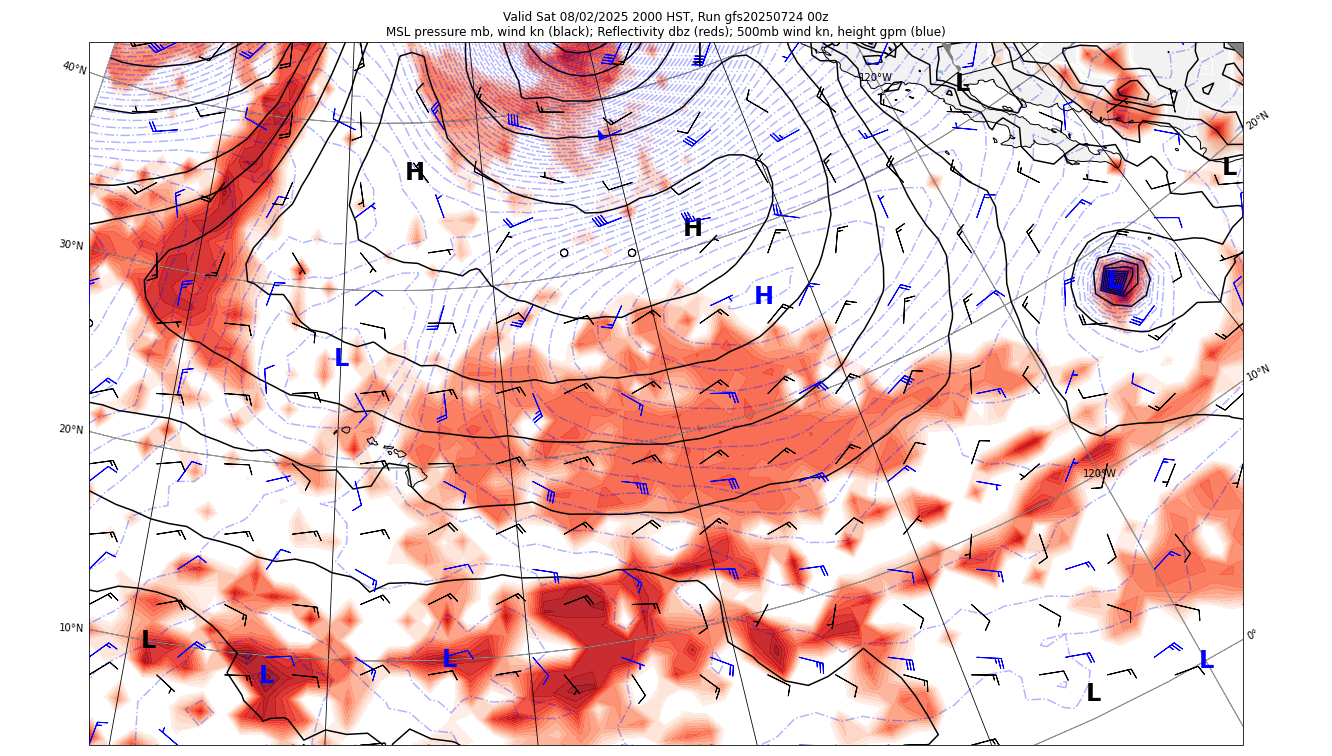 Valid Sat 08/02/2025 2000 HST, Run gfs20250724 00z
MSL pressure mb, wind kn (black); Reflectivity dbz (reds); 500mb wind kn, height gpm (blue)
40°N
120°W
L
20°N
H
L
H
30°N
L
H
L
10°N
20°N
120°W
10°N
L
0°
L
L
L
L
L